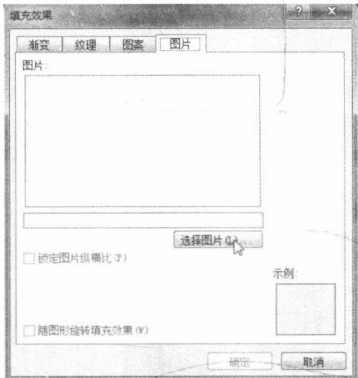 填充效果
渐变 纹理 图案 图片
图片:
选择图片(L)...
锁定图片纵横比(P)
示例:
随图形旋转填充效果(W)
确定 取消